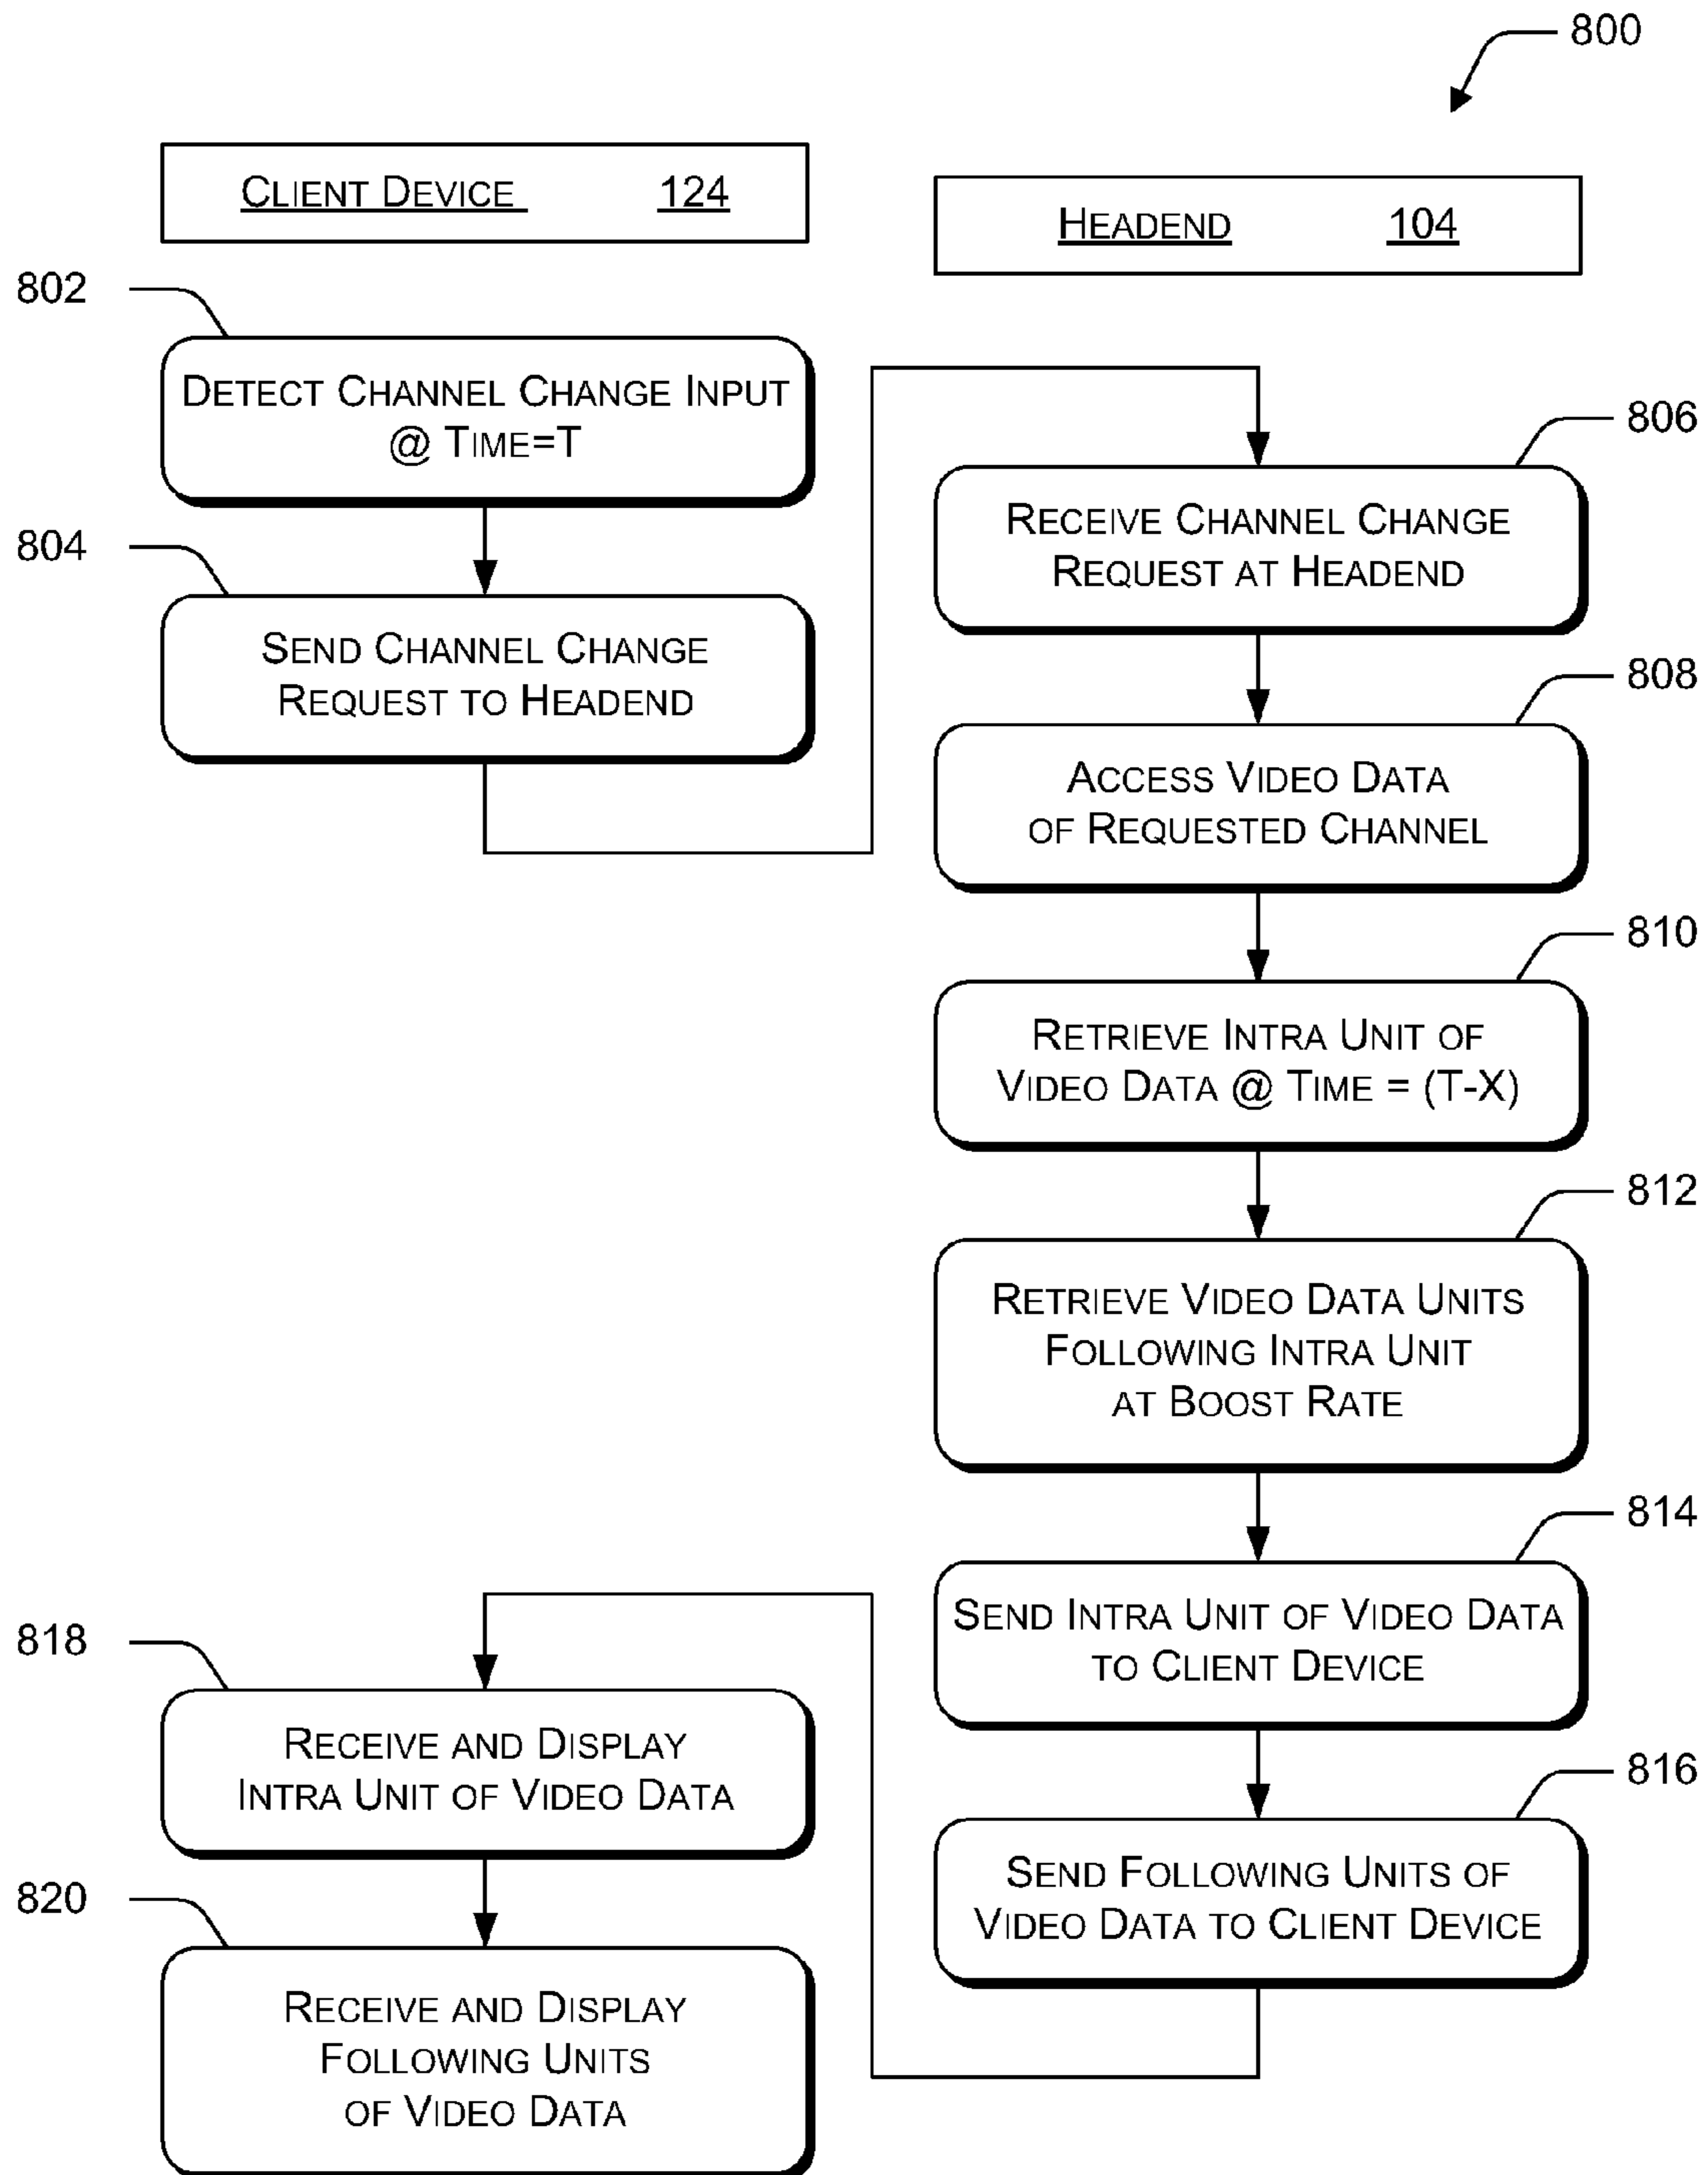 800
CLIENT DEVICE 124
HEADEND 104
802
DETECT CHANNEL CHANGE INPUT
@ TIME=T
804
SEND CHANNEL CHANGE
REQUEST TO HEADEND
806
RECEIVE CHANNEL CHANGE
REQUEST AT HEADEND
808
ACCESS VIDEO DATA
OF REQUESTED CHANNEL
810
RETRIEVE INTRA UNIT OF
VIDEO DATA @ TIME = (T-X)
812
RETRIEVE VIDEO DATA UNITS
FOLLOWING INTRA UNIT
AT BOOST RATE
814
SEND INTRA UNIT OF VIDEO DATA
TO CLIENT DEVICE
816
SEND FOLLOWING UNITS OF
VIDEO DATA TO CLIENT DEVICE
818
RECEIVE AND DISPLAY
INTRA UNIT OF VIDEO DATA
820
RECEIVE AND DISPLAY
FOLLOWING UNITS
OF VIDEO DATA